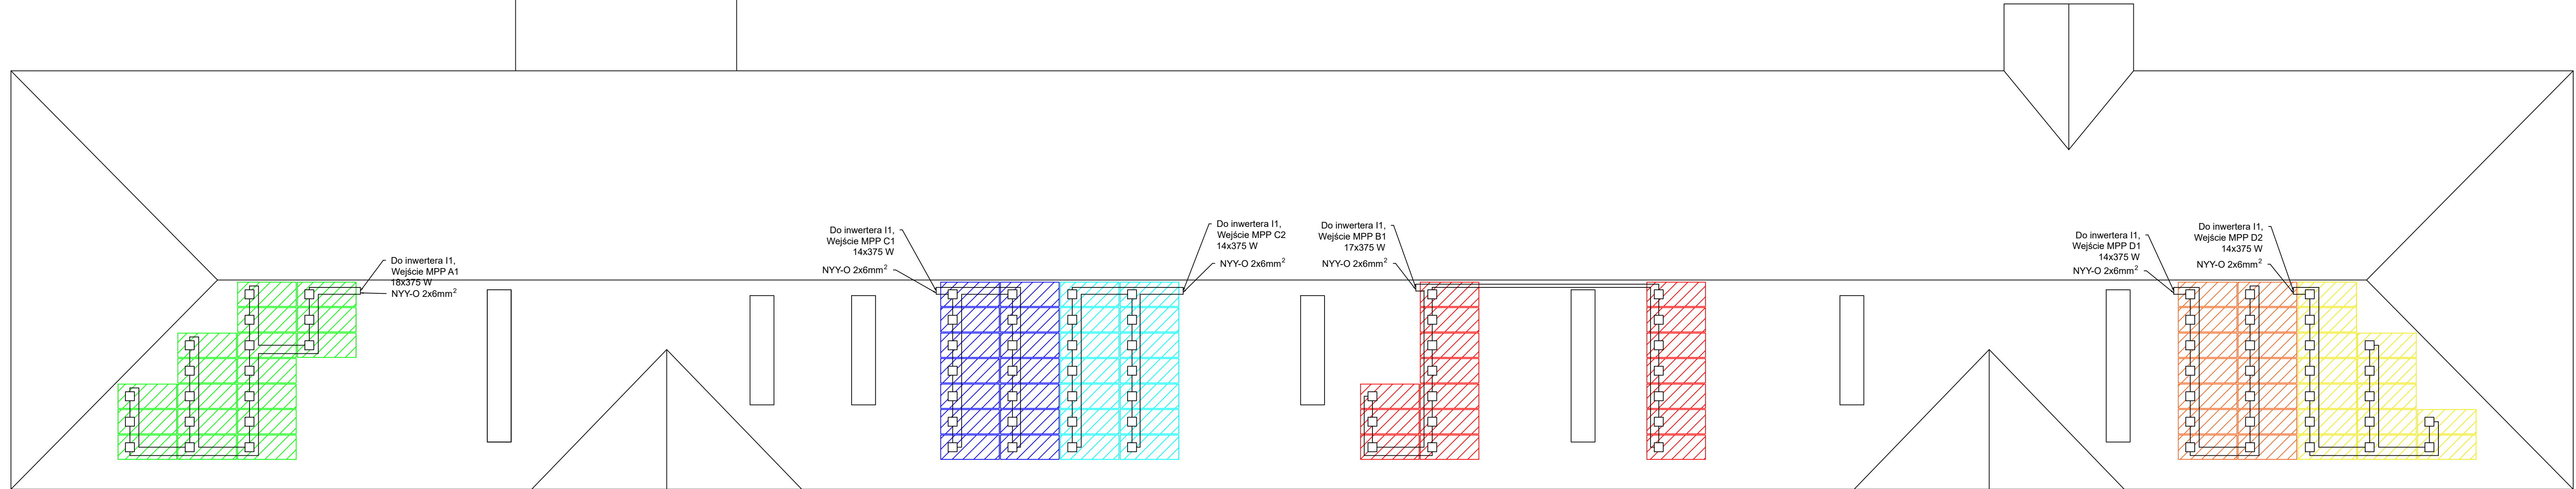 Do inwertera I1,
Wejście MPP A1
18x375 W
NYY-O 2x6mm²
Do inwertera I1,
Wejście MPP C1
14x375 W
NYY-O 2x6mm²
Do inwertera I1,
Wejście MPP C2
14x375 W
NYY-O 2x6mm²
Do inwertera I1,
Wejście MPP B1
17x375 W
NYY-O 2x6mm²
Do inwertera I1,
Wejście MPP D1
14x375 W
NYY-O 2x6mm²
Do inwertera I1,
Wejście MPP D2
14x375 W
NYY-O 2x6mm²